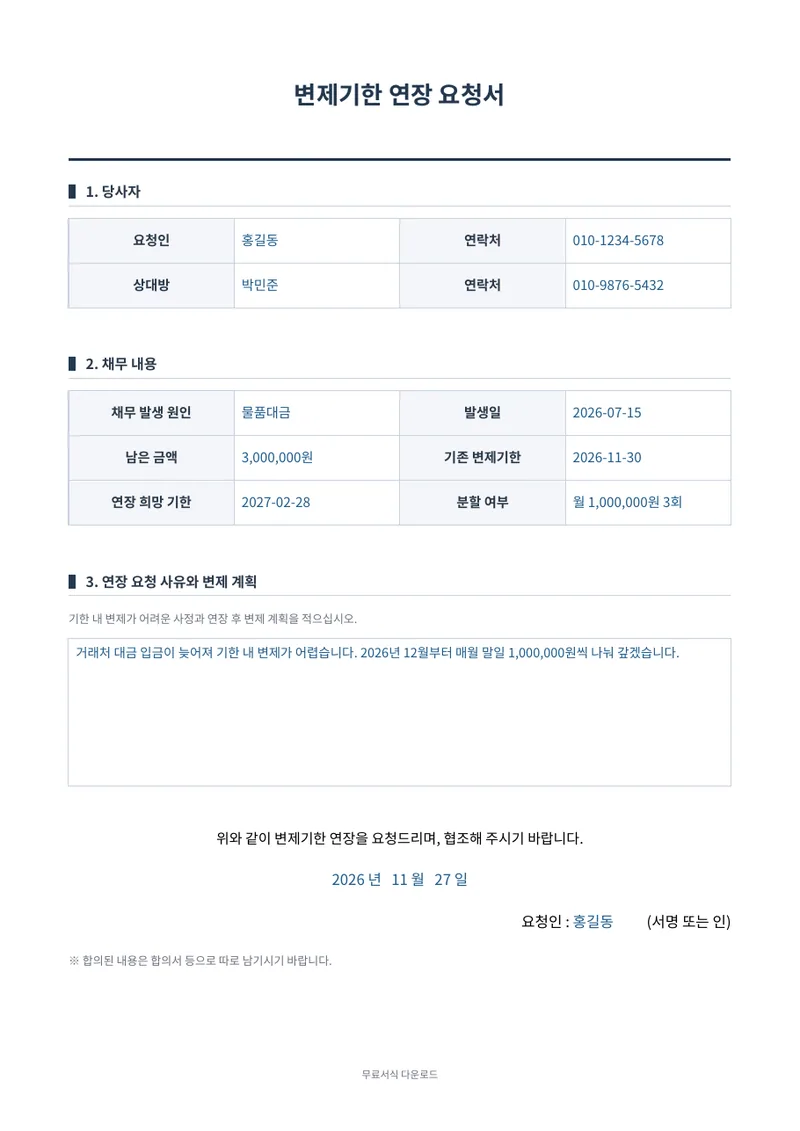 변제기한 연장 요청서
1. 당사자
요청인 홍길동 연락처 010-1234-5678
상대방 박민준 연락처 010-9876-5432
2. 채무 내용
채무 발생 원인 물품대금 발생일 2026-07-15
남은 금액 3,000,000원 기존 변제기한 2026-11-30
연장 희망 기한 2027-02-28 분할 여부 월 1,000,000원 3회
3. 연장 요청 사유와 변제 계획
기한 내 변제가 어려운 사정과 연장 후 변제 계획을 적으십시오.
거래처 대금 입금이 늦어져 기한 내 변제가 어렵습니다. 2026년 12월부터 매월 말일 1,000,000원씩 나눠 갚겠습니다.
위와 같이 변제기한 연장을 요청드리며, 협조해 주시기 바랍니다.
2026 년 11 월 27 일
요청인 : 홍길동 (서명 또는 인)
※ 합의된 내용은 합의서 등으로 따로 남기시기 바랍니다.
무료서식 다운로드